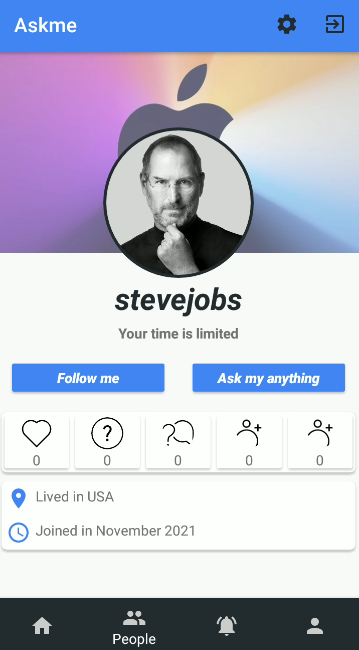 Askme
stevejobs
Your time is limited
Follow me
Ask my anything
0 0 0 0 0
Lived in USA
Joined in November 2021
People